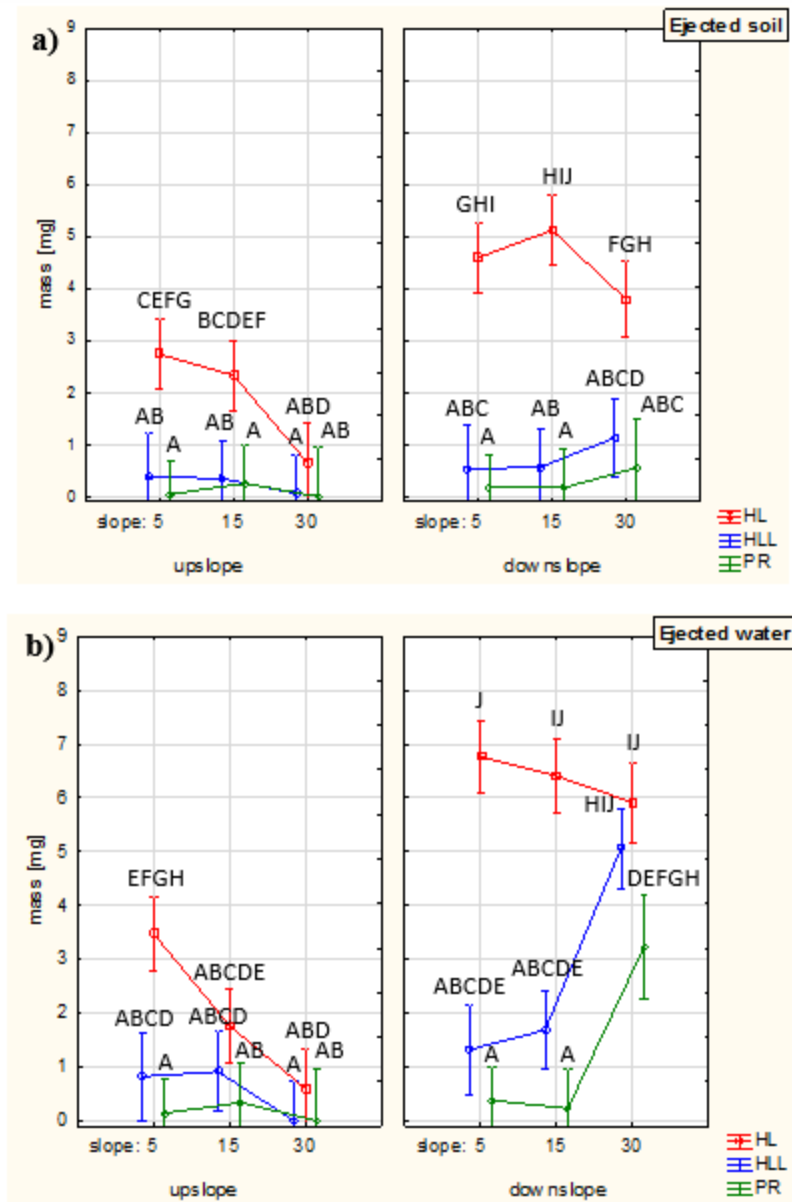 a)
Ejected soil
9
8
7
6
5
4
3
2
1
0
mass [mg]
CEFG
BCDEF
ABD
AB
A
AB
A
A
AB
GHI
HIJ
FGH
ABC
A
AB
A
ABCD
ABC
slope: 5 15 30
upslope
5 15 30
downslope
HL
HLL
PR
b)
Ejected water
9
8
7
6
5
4
3
2
1
0
mass [mg]
EFGH
ABCDE
ABD
ABCD
A
ABCD
AB
A
AB
J
IJ
IJ
HIJ
DEFGH
ABCDE
A
ABCDE
A
slope: 5 15 30
upslope
slope: 5 15 30
downslope
HL
HLL
PR